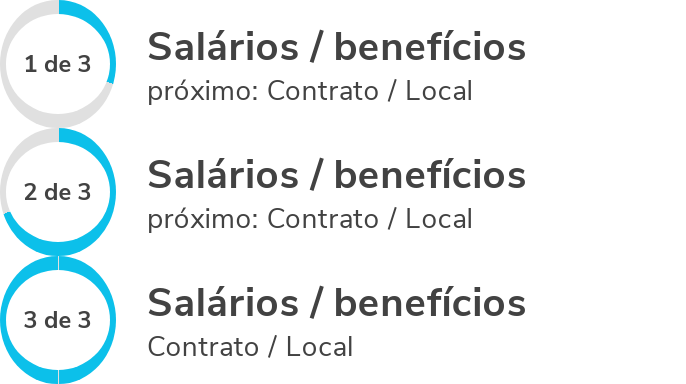 1 de 3
Salários / benefícios
próximo: Contrato / Local
2 de 3
Salários / benefícios
próximo: Contrato / Local
3 de 3
Salários / benefícios
Contrato / Local